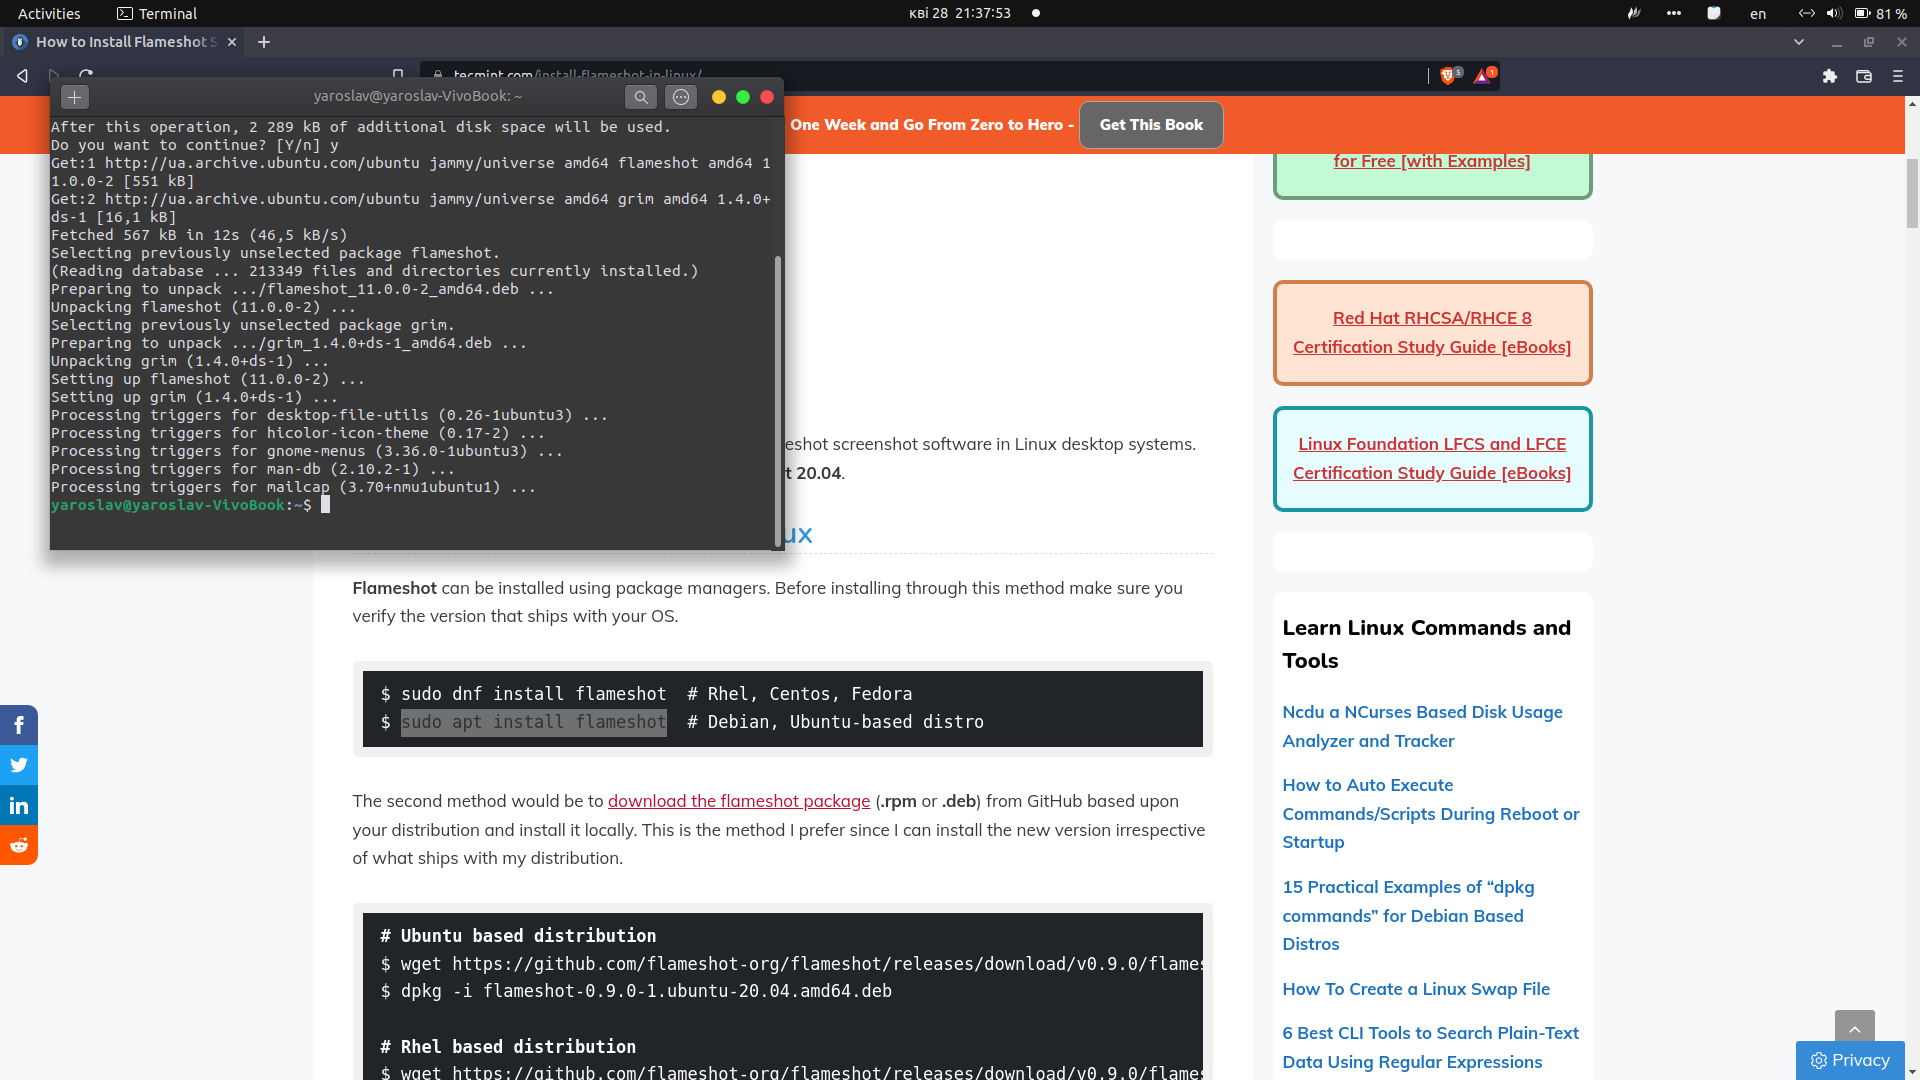 Activities
Terminal
кві 28 21:37:53
en
81 %
How to Install Flameshot S
tecmint.com/install-flameshot-in-linux/
5
1
yaroslav@yaroslav-VivoBook: ~
After this operation, 2 289 kB of additional disk space will be used.
Do you want to continue? [Y/n] y
Get:1 http://ua.archive.ubuntu.com/ubuntu jammy/universe amd64 flameshot amd64 1
1.0.0-2 [551 kB]
Get:2 http://ua.archive.ubuntu.com/ubuntu jammy/universe amd64 grim amd64 1.4.0+
ds-1 [16,1 kB]
Fetched 567 kB in 12s (46,5 kB/s)
Selecting previously unselected package flameshot.
(Reading database ... 213349 files and directories currently installed.)
Preparing to unpack .../flameshot_11.0.0-2_amd64.deb ...
Unpacking flameshot (11.0.0-2) ...
Selecting previously unselected package grim.
Preparing to unpack .../grim_1.4.0+ds-1_amd64.deb ...
Unpacking grim (1.4.0+ds-1) ...
Setting up flameshot (11.0.0-2) ...
Setting up grim (1.4.0+ds-1) ...
Processing triggers for desktop-file-utils (0.26-1ubuntu3) ...
Processing triggers for hicolor-icon-theme (0.17-2) ...
Processing triggers for gnome-menus (3.36.0-1ubuntu3) ...
Processing triggers for man-db (2.10.2-1) ...
Processing triggers for mailcap (3.70+nmu1ubuntu1) ...
yaroslav@yaroslav-VivoBook:~$
One Week and Go From Zero to Hero -
Get This Book
eshot screenshot software in Linux desktop systems.
t 20.04.
ux
Flameshot can be installed using package managers. Before installing through this method make sure you
verify the version that ships with your OS.
$ sudo dnf install flameshot  # Rhel, Centos, Fedora
$ sudo apt install flameshot  # Debian, Ubuntu-based distro
The second method would be to download the flameshot package (.rpm or .deb) from GitHub based upon
your distribution and install it locally. This is the method I prefer since I can install the new version irrespective
of what ships with my distribution.
# Ubuntu based distribution
$ wget https://github.com/flameshot-org/flameshot/releases/download/v0.9.0/flames
$ dpkg -i flameshot-0.9.0-1.ubuntu-20.04.amd64.deb
# Rhel based distribution
$ wget https://github.com/flameshot-org/flameshot/releases/download/v0.9.0/flames
for Free [with Examples]
Red Hat RHCSA/RHCE 8
Certification Study Guide [eBooks]
Linux Foundation LFCS and LFCE
Certification Study Guide [eBooks]
Learn Linux Commands and
Tools
Ncdu a NCurses Based Disk Usage
Analyzer and Tracker
How to Auto Execute
Commands/Scripts During Reboot or
Startup
15 Practical Examples of “dpkg
commands” for Debian Based
Distros
How To Create a Linux Swap File
6 Best CLI Tools to Search Plain-Text
Data Using Regular Expressions
Privacy